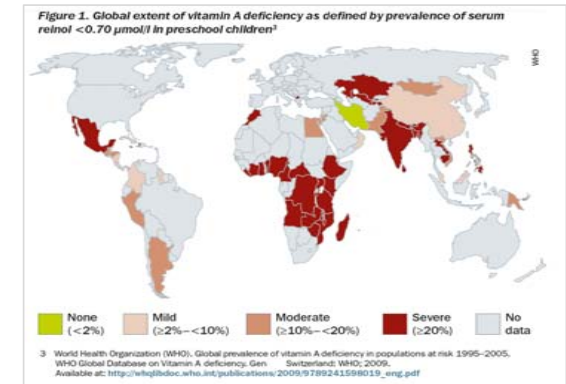 Figure 1. Global extent of vitamin A deficiency as defined by prevalence of serum
reinol <0.70 µmol/l in preschool children³
WHO
None
(<2%)
Mild
(≥2%–<10%)
Moderate
(≥10%–<20%)
Severe
(≥20%)
No
data
3 World Health Organization (WHO). Global prevalence of vitamin A deficiency in populations at risk 1995–2005.
WHO Global Database on Vitamin A deficiency. Gen Switzerland: WHO; 2009.
Available at: http://whqlibdoc.who.int/publications/2009/9789241598019_eng.pdf